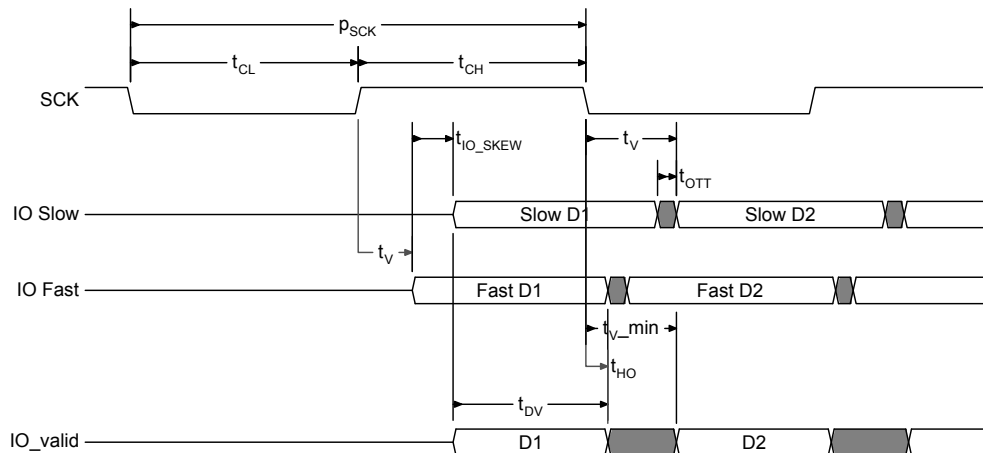 pSCK
tCL tCH
SCK
tIO_SKEW tV
tOTT
IO Slow Slow D1 Slow D2
tV
IO Fast Fast D1 Fast D2
tV_min
tHO
tDV
IO_valid D1 D2